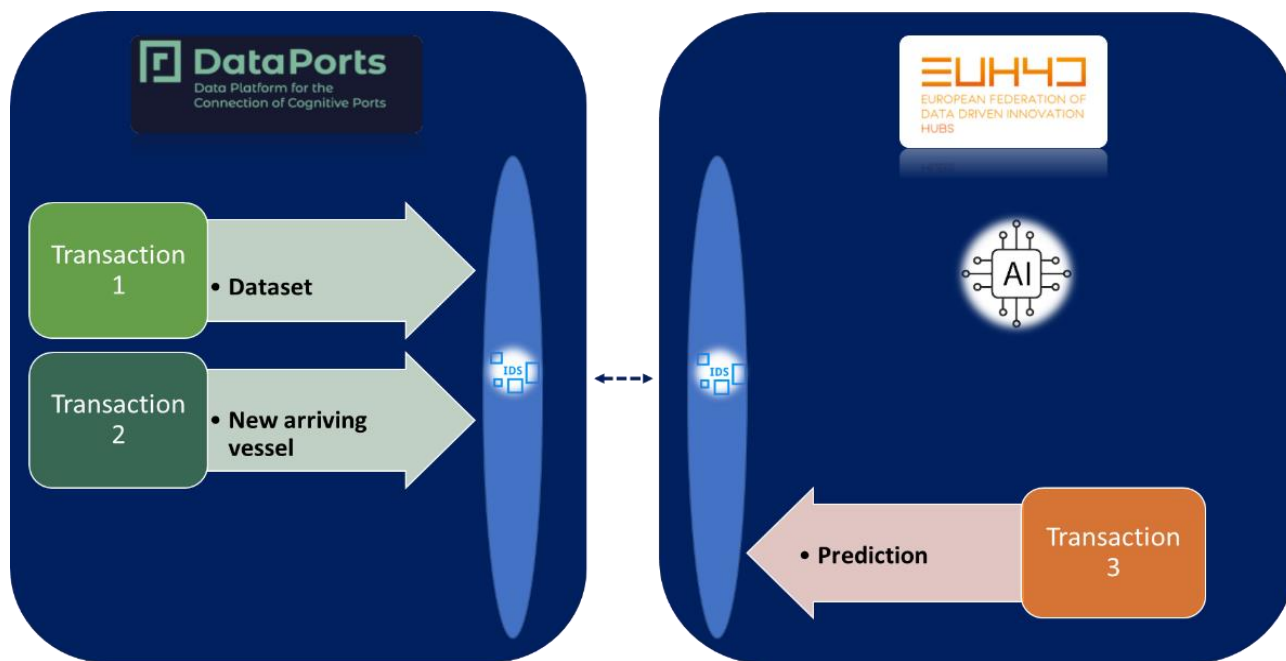 DataPorts
Data Platform for the
Connection of Cognitive Ports
EUH4D
EUROPEAN FEDERATION OF
DATA DRIVEN INNOVATION
HUBS
Transaction
1
• Dataset
AI
Transaction
2
• New arriving
vessel
IDS
IDS
• Prediction
Transaction
3